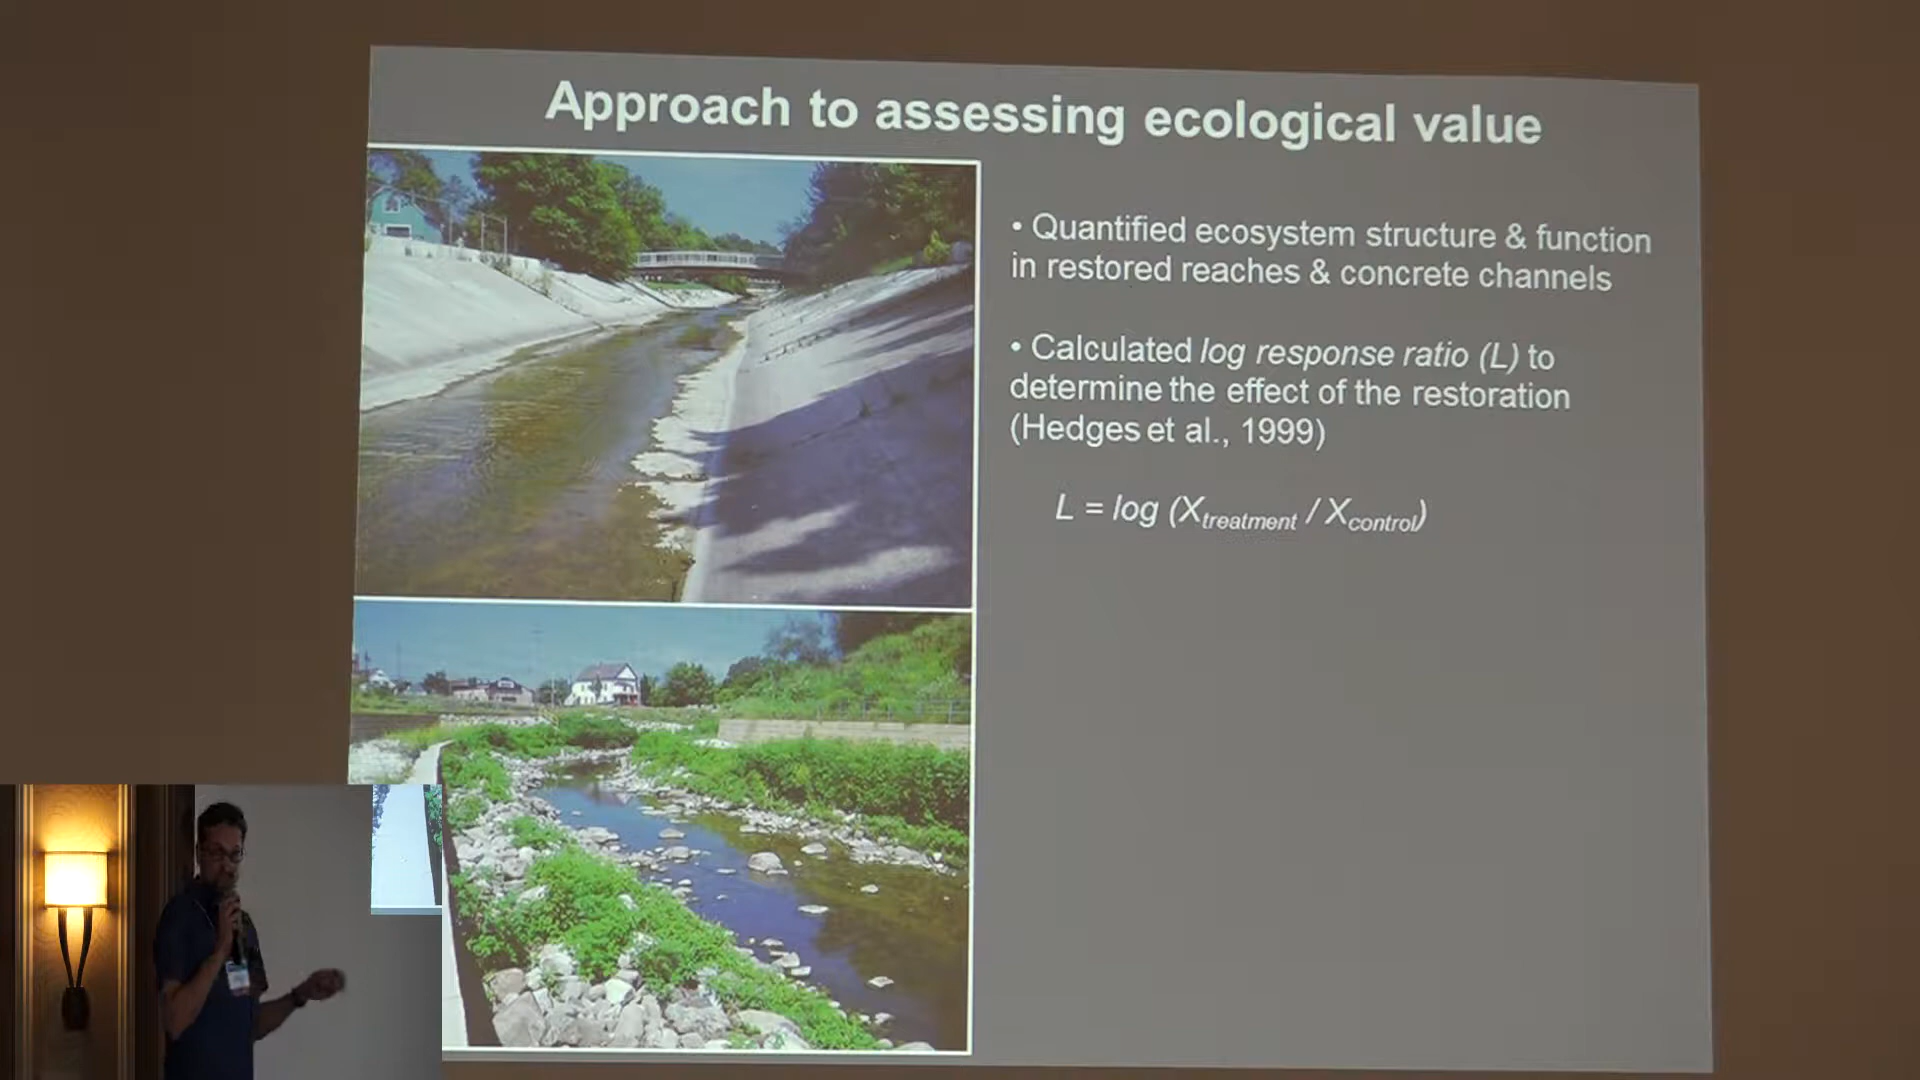 Approach to assessing ecological value
• Quantified ecosystem structure & function
in restored reaches & concrete channels
• Calculated log response ratio (L) to
determine the effect of the restoration
(Hedges et al., 1999)
L = log (Xtreatment / Xcontrol)